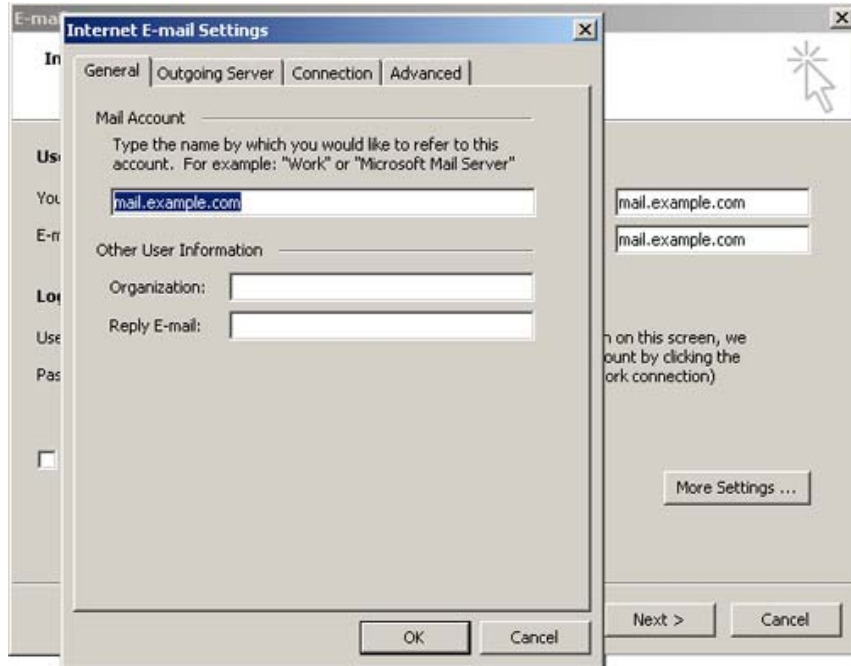 E-ma
Internet E-mail Settings
In
General
Outgoing Server
Connection
Advanced
Mail Account
Type the name by which you would like to refer to this
account. For example: "Work" or "Microsoft Mail Server"
Use
You
mail.example.com
mail.example.com
E-m
mail.example.com
Other User Information
Log
Organization:
Reply E-mail:
Use
n on this screen, we
ount by clicking the
Pas
ork connection)
More Settings ...
Next >
Cancel
OK
Cancel